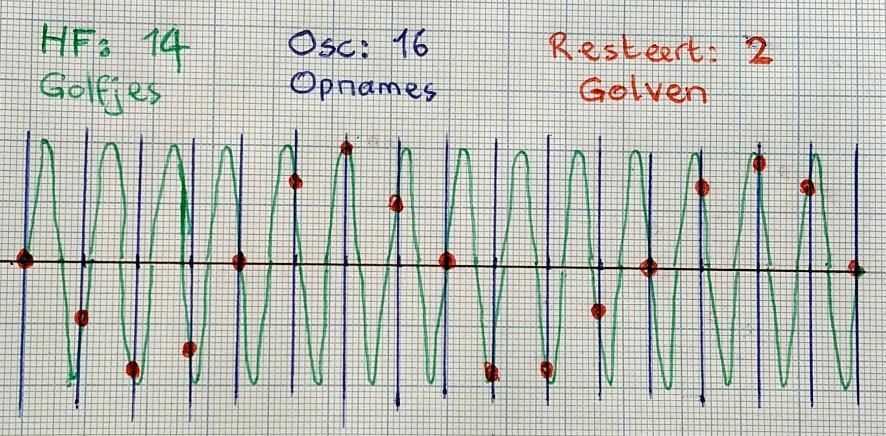 HF: 14 Osc: 16 Resteert: 2
Golfjes Opnames Golven